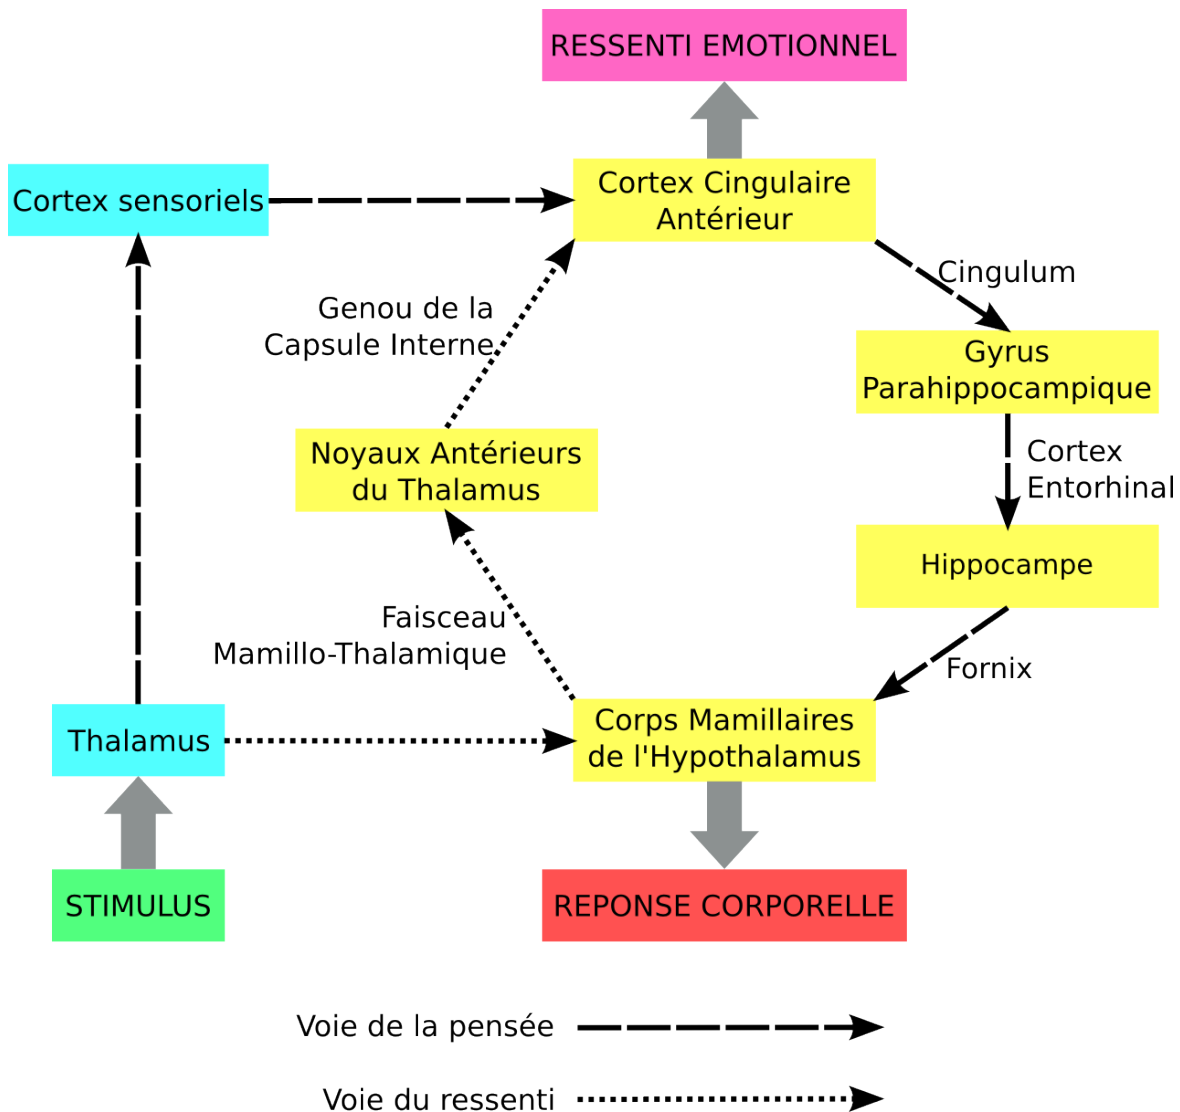 RESSENTI EMOTIONNEL
Cortex sensoriels
Cortex Cingulaire
Antérieur
Cingulum
Genou de la
Capsule Interne
Gyrus
Parahippocampique
Noyaux Antérieurs
du Thalamus
Cortex
Entorhinal
Hippocampe
Faisceau
Mamillo-Thalamique
Fornix
Thalamus
Corps Mamillaires
de l'Hypothalamus
STIMULUS
REPONSE CORPORELLE
Voie de la pensée
Voie du ressenti